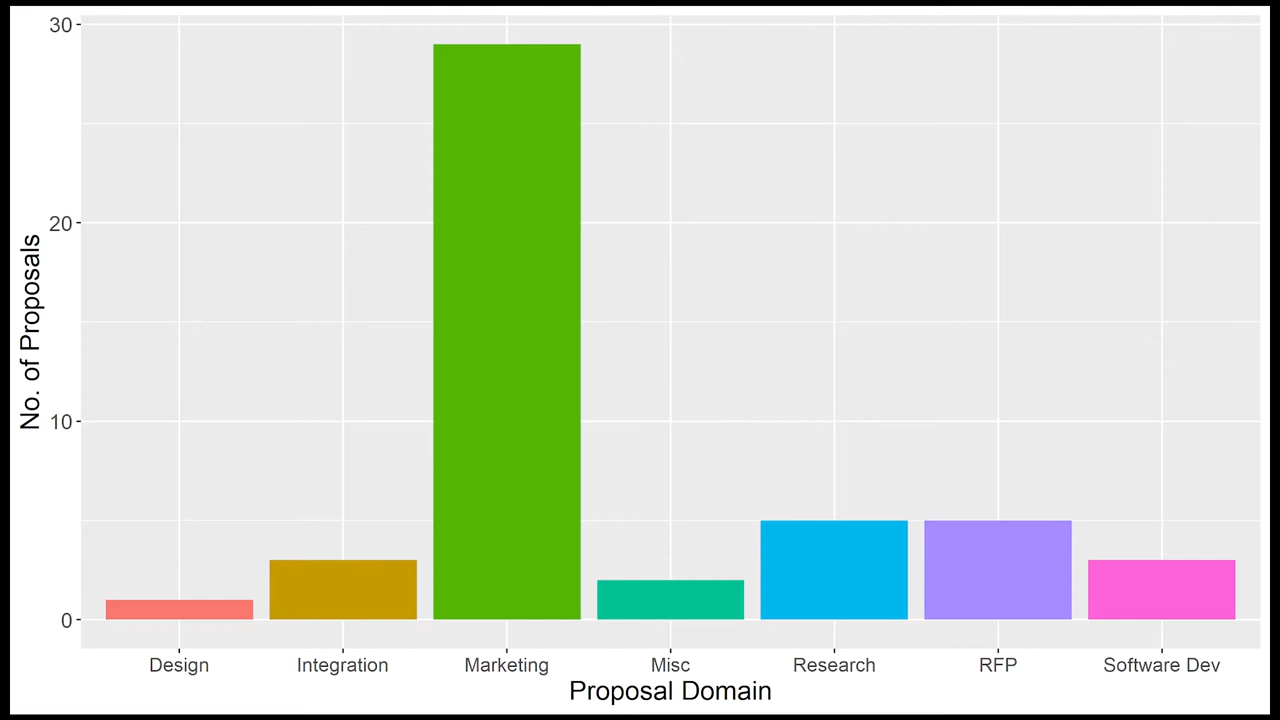 No. of Proposals
30
20
10
0
Design Integration Marketing Misc Research RFP Software Dev
Proposal Domain